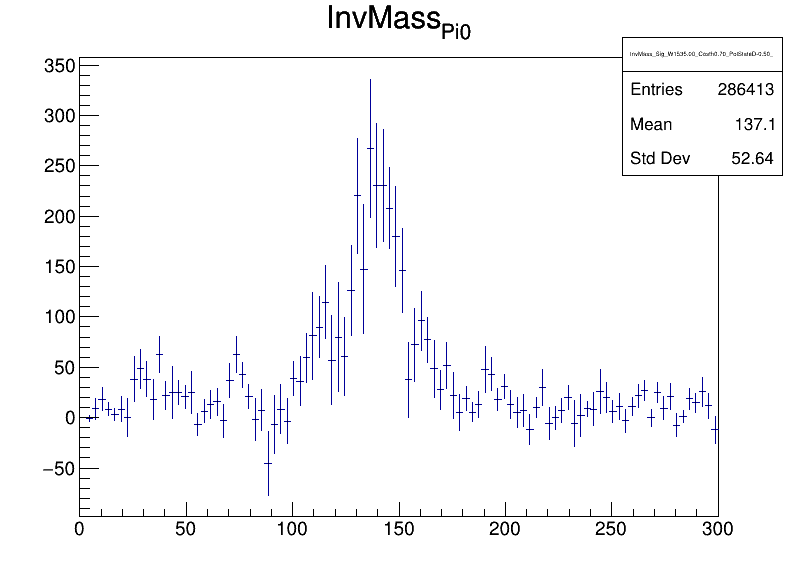 InvMass_Pi0
InvMass_Sig_W1535.00_Costh0.70_PolStateD-0.50_
Entries 286413
Mean 137.1
Std Dev 52.64
350
300
250
200
150
100
50
0
−50
0 50 100 150 200 250 300